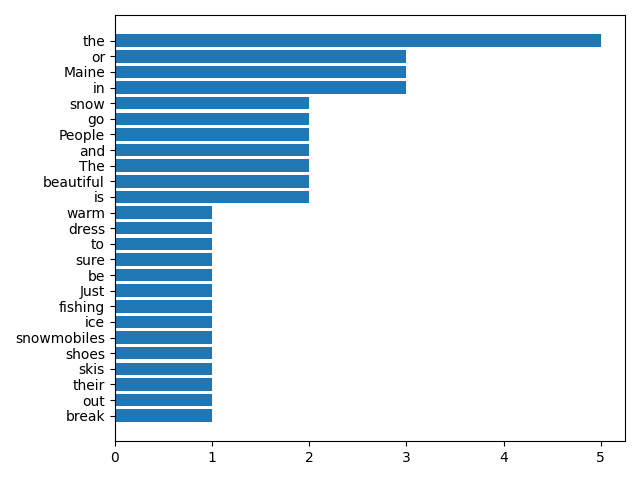 the
or
Maine
in
snow
go
People
and
The
beautiful
is
warm
dress
to
sure
be
Just
fishing
ice
snowmobiles
shoes
skis
their
out
break
0 1 2 3 4 5